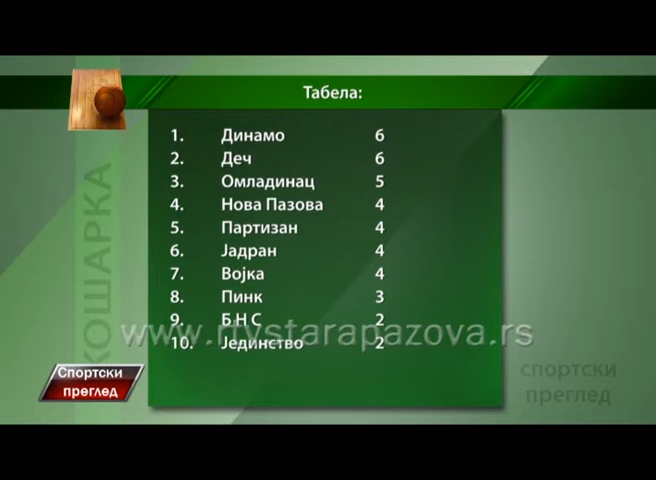 Табела:
1. Динамо 6
2. Деч 6
3. Омладинац 5
4. Нова Пазова 4
5. Партизан 4
6. Јадран 4
7. Војка 4
8. Пинк 3
9. Б Н С 2
10. Јединство 2
КОШАРКА
www.rtvstarapazova.rs
Спортски
преглед
спортски
преглед